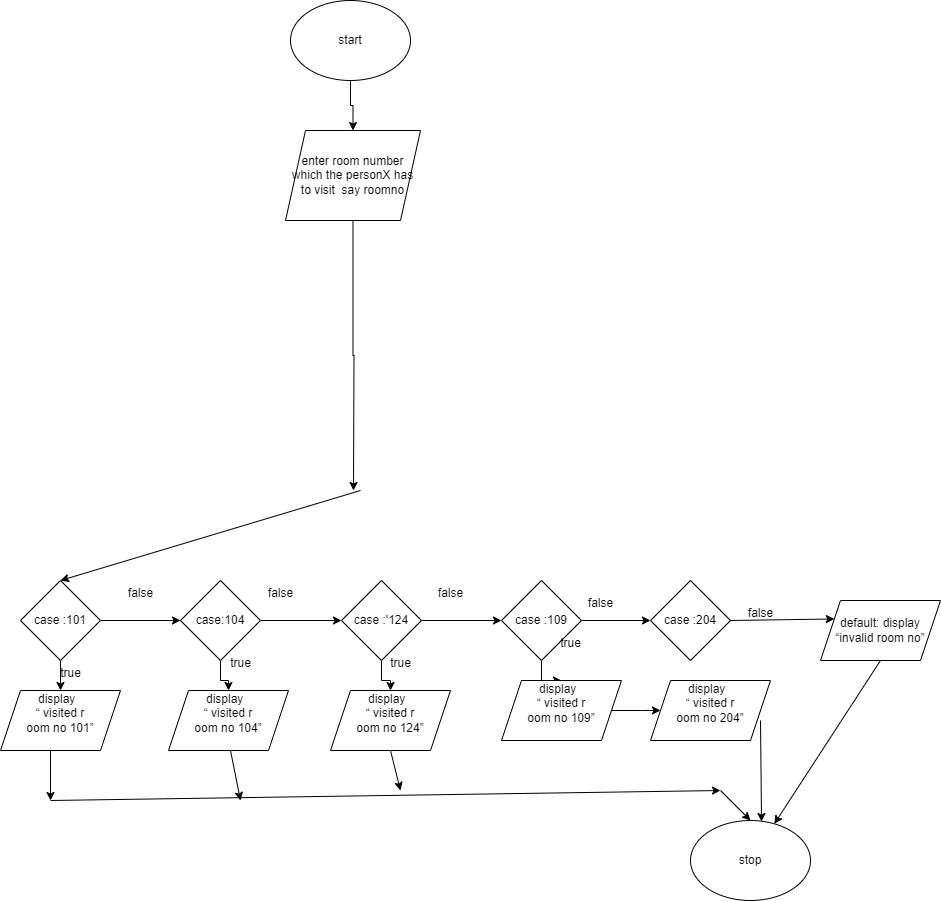 start
enter room number
which the personX has
to visit  say roomno
false
false
false
false
false
case :101
case:104
case :'124
case :109
case :204
default: display
“invalid room no”
true
true
true
true
display
“ visited r
oom no 101”
display
“ visited r
oom no 104”
display
“ visited r
oom no 124”
display
“ visited r
oom no 109”
display
“ visited r
oom no 204”
stop